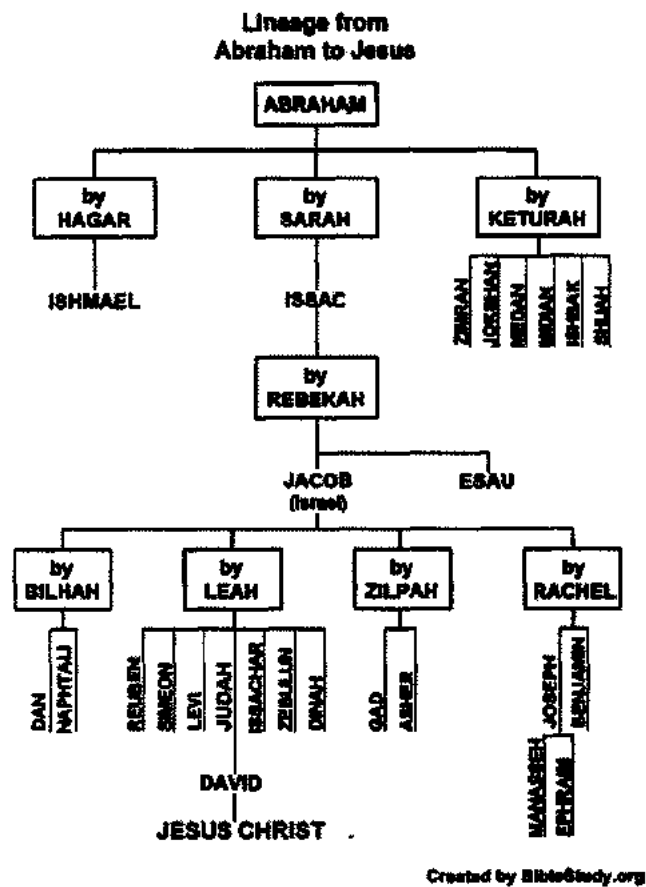 Lineage from
Abraham to Jesus
ABRAHAM
by
HAGAR
by
SARAH
by
KETURAH
ISHMAEL
ISSAC
ZIMRAN
JOKSHAN
MEDAN
MIDIAN
ISHBAK
SHUAH
by
REBEKAH
JACOB
(Israel)
ESAU
by
BILHAH
by
LEAH
by
ZILPAH
by
RACHEL
DAN
NAPHTALI
REUBEN
SIMEON
LEVI
JUDAH
ISSACHAR
ZEBULUN
DINAH
GAD
ASHER
JOSEPH
BENJAMIN
MANASSEH
EPHRAIM
DAVID
JESUS CHRIST
Created by BibleStudy.org